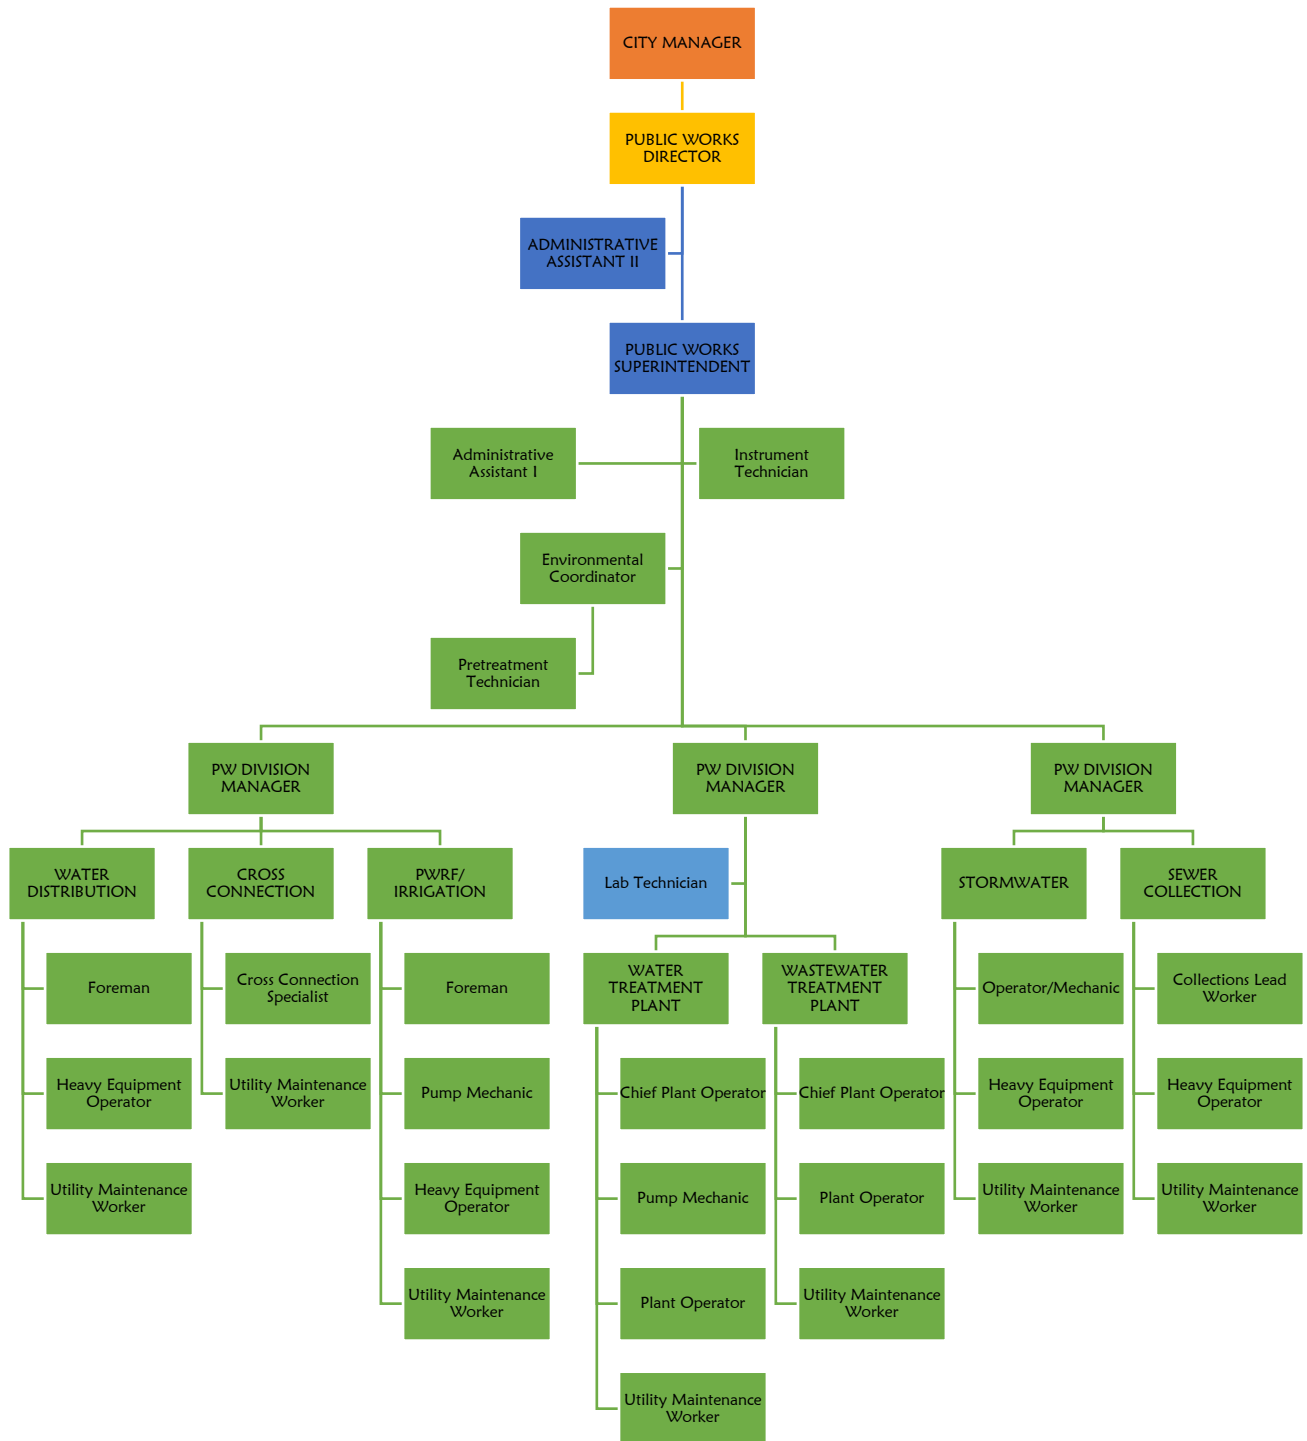 CITY MANAGER
PUBLIC WORKS
DIRECTOR
ADMINISTRATIVE
ASSISTANT II
PUBLIC WORKS
SUPERINTENDENT
Administrative
Assistant I
Instrument
Technician
Environmental
Coordinator
Pretreatment
Technician
PW DIVISION
MANAGER
PW DIVISION
MANAGER
PW DIVISION
MANAGER
WATER
DISTRIBUTION
CROSS
CONNECTION
PWRF/
IRRIGATION
Lab Technician
STORMWATER
SEWER
COLLECTION
Foreman
Cross Connection
Specialist
Foreman
WATER
TREATMENT
PLANT
WASTEWATER
TREATMENT
PLANT
Operator/Mechanic
Collections Lead
Worker
Heavy Equipment
Operator
Utility Maintenance
Worker
Pump Mechanic
Chief Plant Operator
Chief Plant Operator
Heavy Equipment
Operator
Heavy Equipment
Operator
Utility Maintenance
Worker
Heavy Equipment
Operator
Pump Mechanic
Plant Operator
Utility Maintenance
Worker
Utility Maintenance
Worker
Utility Maintenance
Worker
Plant Operator
Utility Maintenance
Worker
Utility Maintenance
Worker